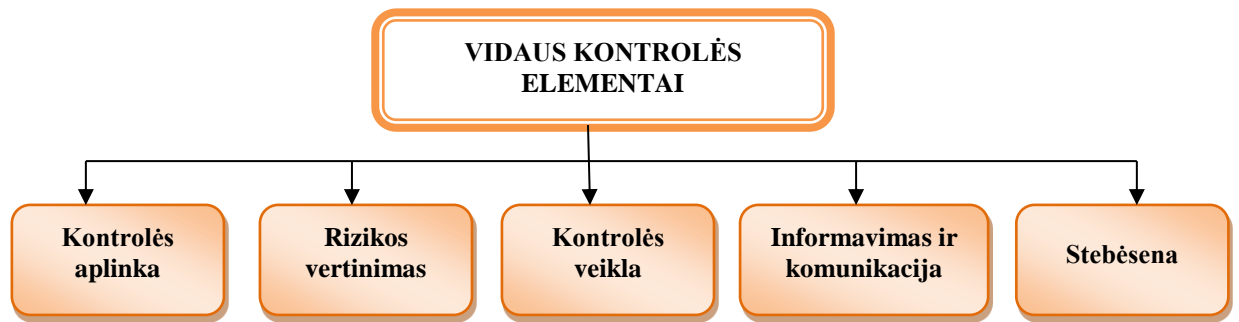 VIDAUS KONTROLĖS
ELEMENTAI
Kontrolės
aplinka
Rizikos
vertinimas
Kontrolės
veikla
Informavimas ir
komunikacija
Stebėsena